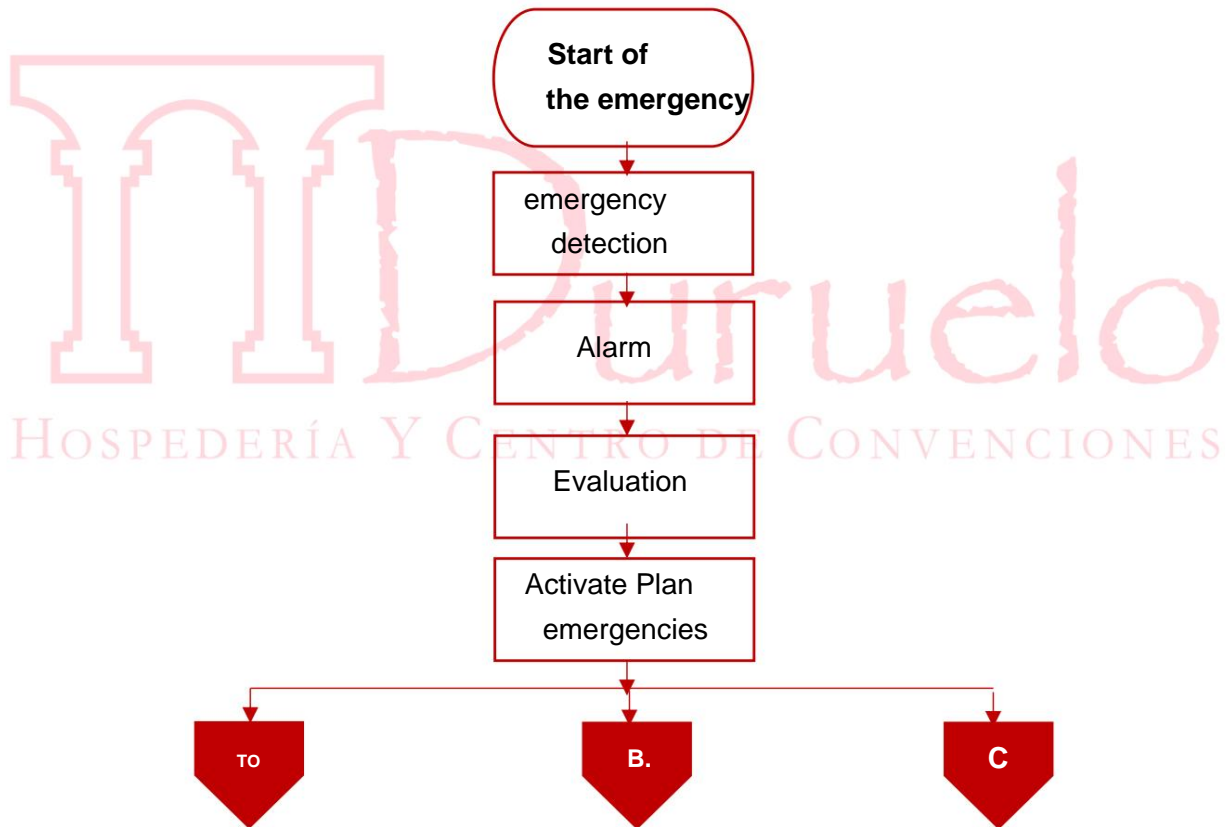 Start of
the emergency
emergency
detection
Alarm
Duruelo
HOSPEDERÍA Y CENTRO DE CONVENCIONES
Evaluation
Activate Plan
emergencies
TO
B.
C